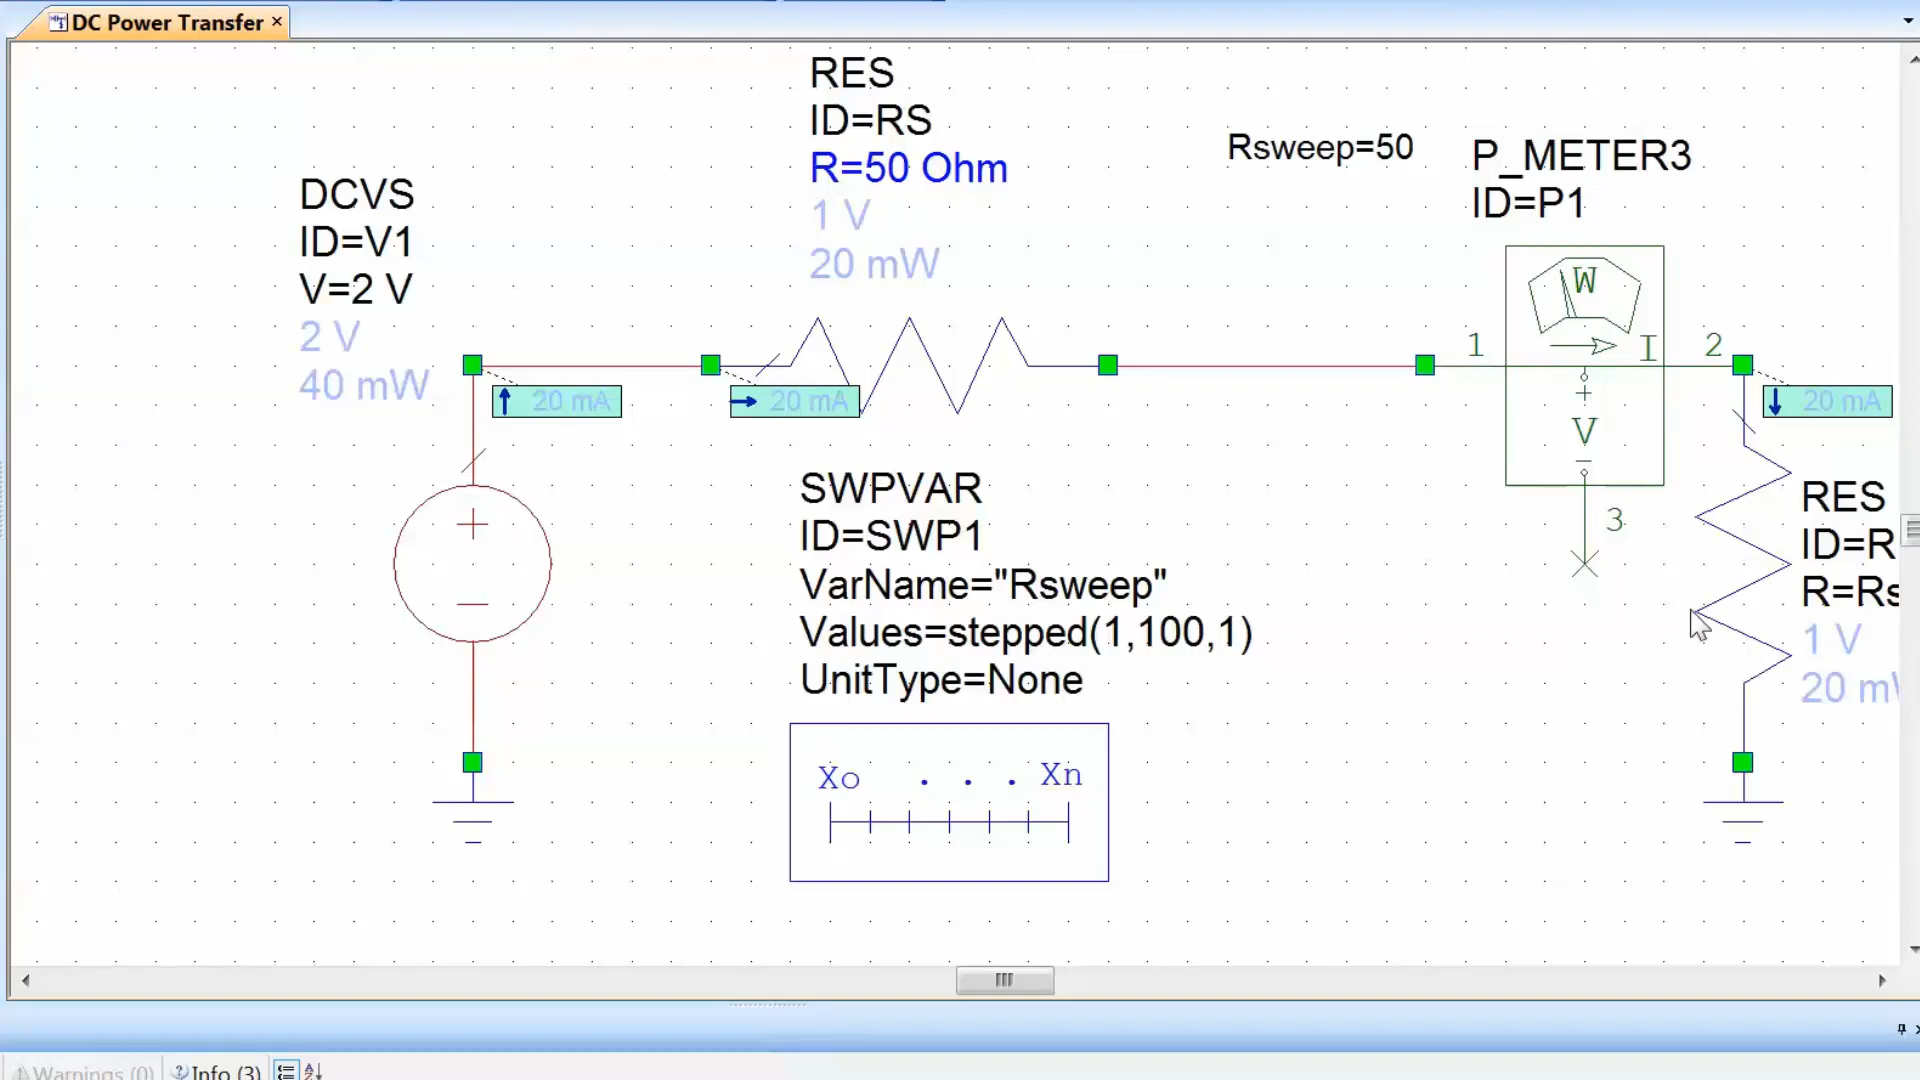 DC Power Transfer
RES
ID=RS
R=50 Ohm
1 V
20 mW
Rsweep=50
P_METER3
ID=P1
DCVS
ID=V1
V=2 V
2 V
40 mW
W
1
I
2
20 mA
20 mA
20 mA
V
3
SWPVAR
ID=SWP1
VarName="Rsweep"
Values=stepped(1,100,1)
UnitType=None
Xo . . . Xn
RES
ID=R
R=Rs
1 V
20 m
Warnings (0)
Info (3)